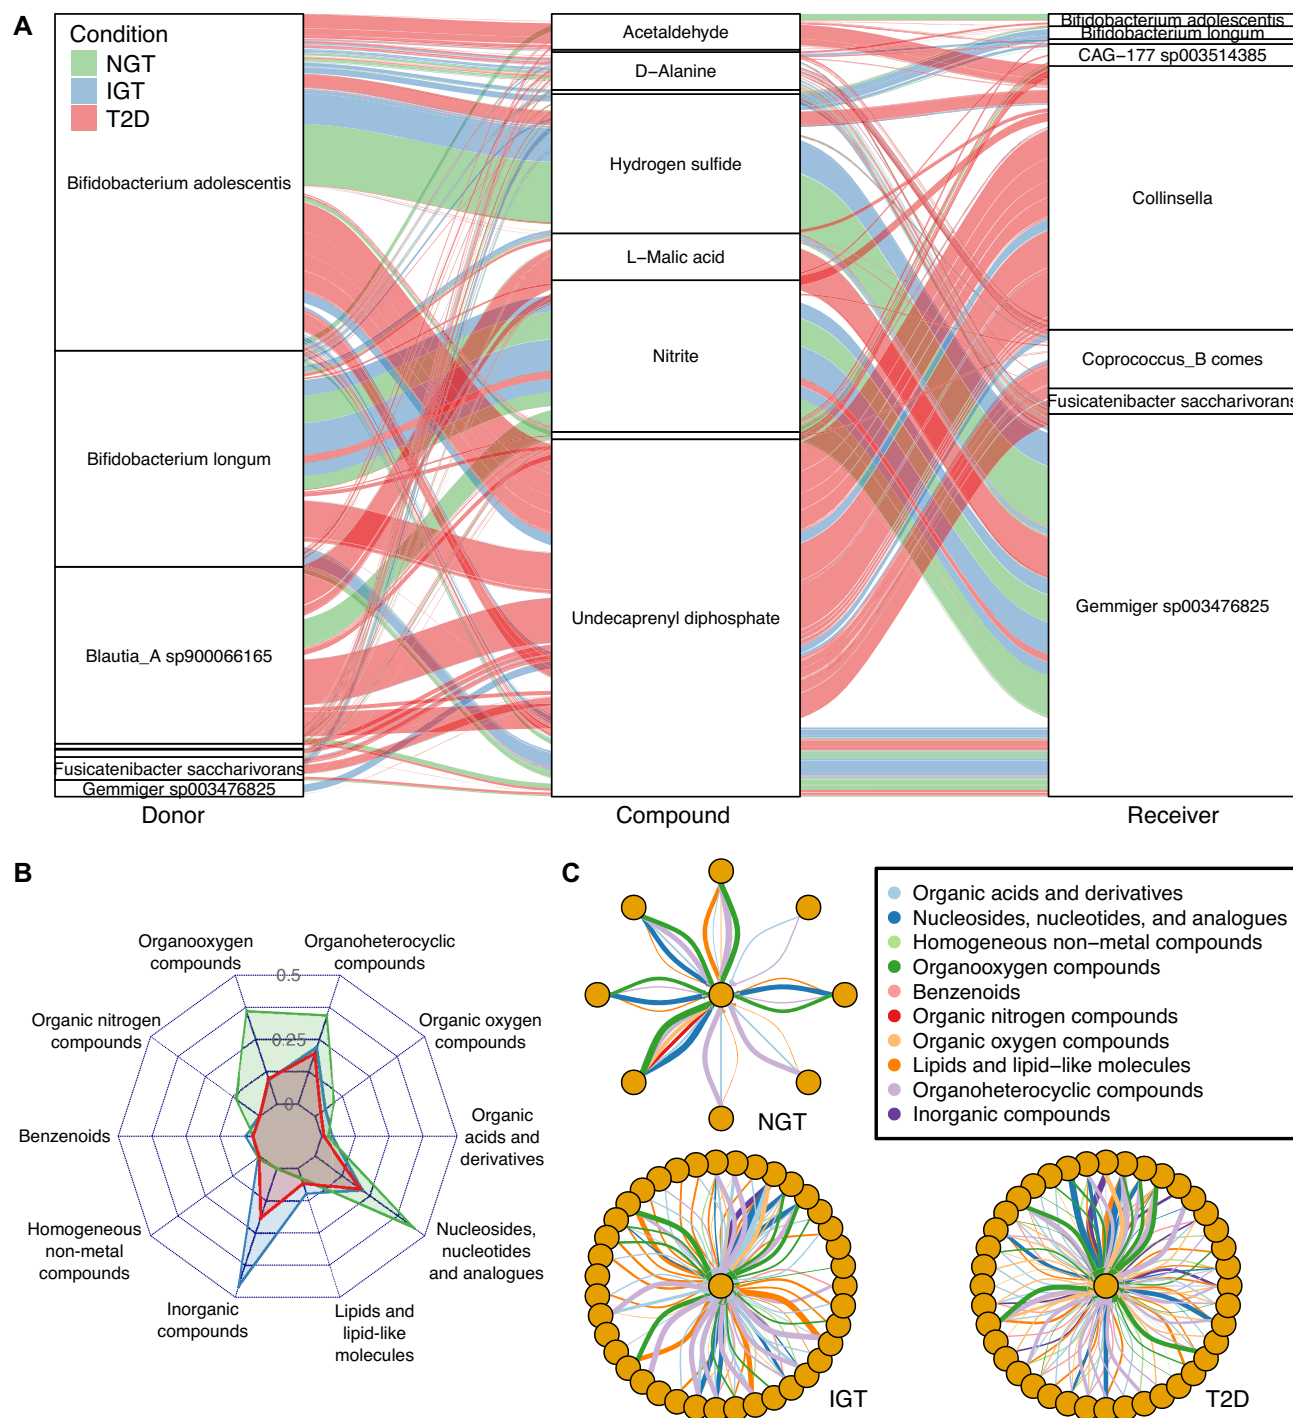 A
Condition
NGT
IGT
T2D
Bifidobacterium adolescentis
Bifidobacterium longum
Blautia_A sp900066165
Fusicatenibacter saccharivorans
Gemmiger sp003476825
Donor
Acetaldehyde
D−Alanine
Hydrogen sulfide
L−Malic acid
Nitrite
Undecaprenyl diphosphate
Compound
Bifidobacterium adolescentis
Bifidobacterium longum
CAG−177 sp003514385
Collinsella
Coprococcus_B comes
Fusicatenibacter saccharivorans
Gemmiger sp003476825
Receiver
B
Organooxygen
compounds
Organoheterocyclic
compounds
Organic oxygen
compounds
Organic
acids and
derivatives
Nucleosides,
nucleotides
and analogues
Lipids and
lipid−like
molecules
Inorganic
compounds
Homogeneous
non−metal
compounds
Benzenoids
Organic nitrogen
compounds
0.5
0.25
0
C
NGT
IGT
T2D
Organic acids and derivatives
Nucleosides, nucleotides, and analogues
Homogeneous non−metal compounds
Organooxygen compounds
Benzenoids
Organic nitrogen compounds
Organic oxygen compounds
Lipids and lipid−like molecules
Organoheterocyclic compounds
Inorganic compounds